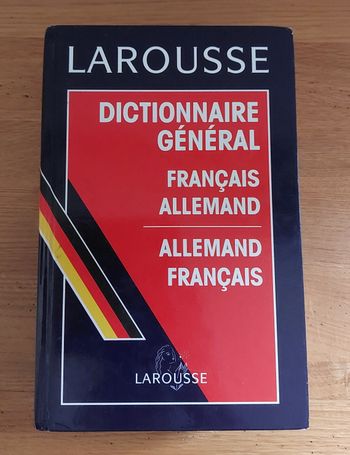 LAROUSSE
DICTIONNAIRE
GÉNÉRAL
FRANÇAIS
ALLEMAND
ALLEMAND
FRANÇAIS
LAROUSSE